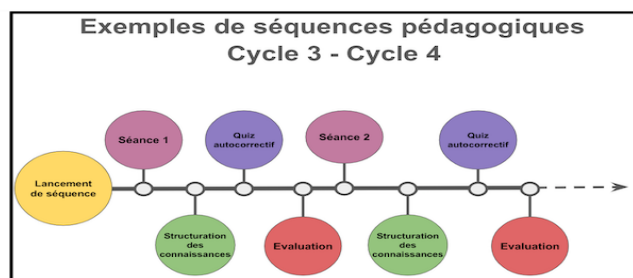 Exemples de séquences pédagogiques
Cycle 3 - Cycle 4
Séance 1
Quiz
autocorrectif
Séance 2
Quiz
autocorrectif
Lancement
de séquence
Structuration
des
connaissances
Evaluation
Structuration
des
connaissances
Evaluation